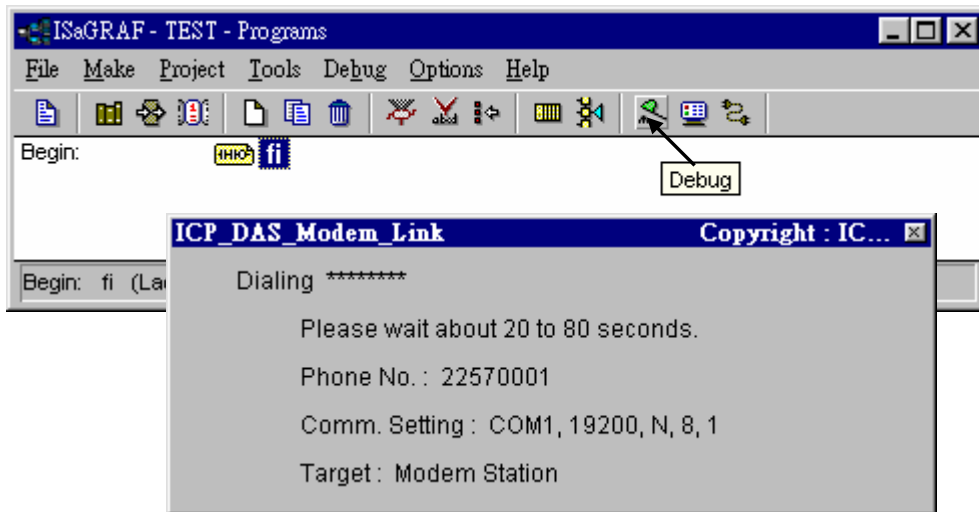 ISaGRAF - TEST - Programs
File Make Project Tools Debug Options Help
Begin: fi
Debug
ICP_DAS_Modem_Link Copyright : IC...
Begin: fi (La
Dialing ********
Please wait about 20 to 80 seconds.
Phone No. : 22570001
Comm. Setting : COM1, 19200, N, 8, 1
Target : Modem Station